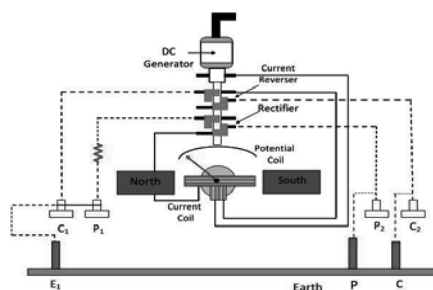 DC
Generator
Current
Reverser
Rectifier
Potential
Coil
North
South
Current
Coil
C1
P1
P2
C2
E1
Earth
P
C